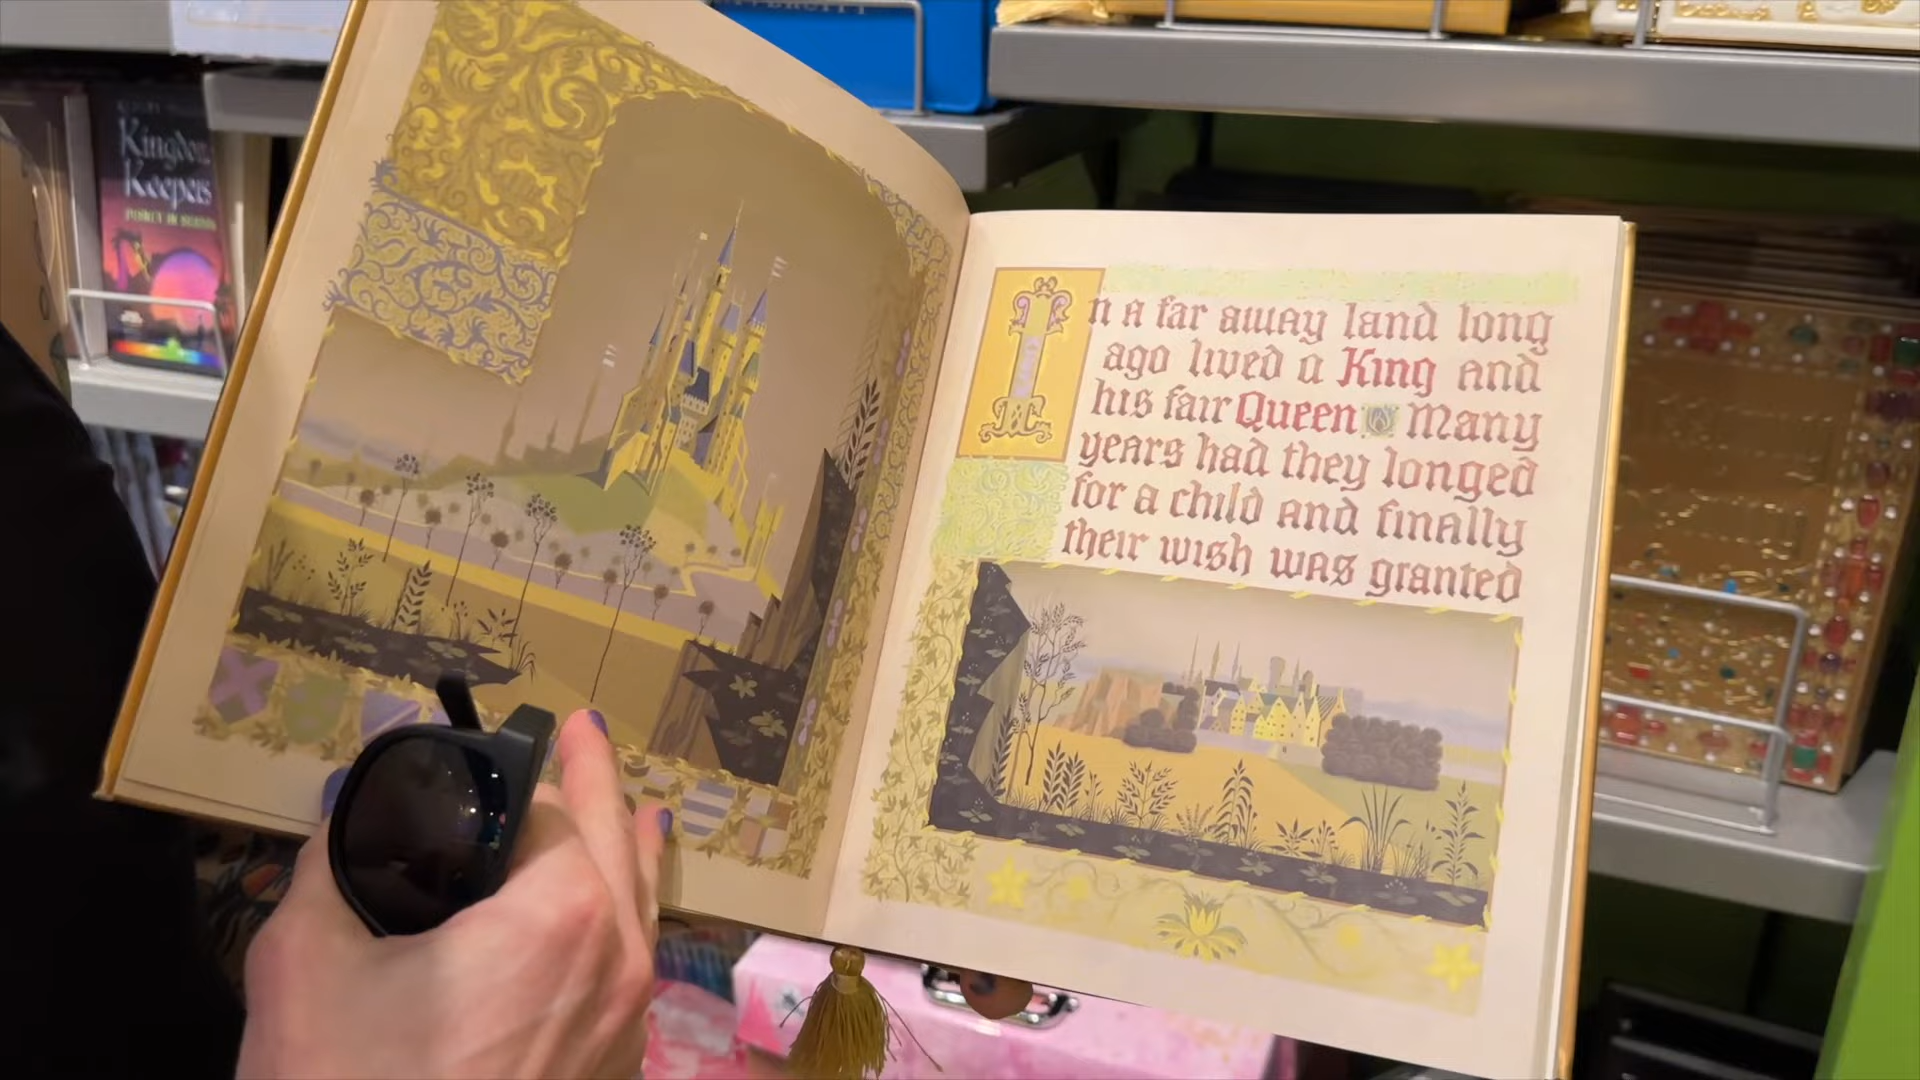 Kingdom
Keepers
In a far away land long
ago lived a King and
his fair Queen Many
years had they longed
for a child and finally
their wish was granted